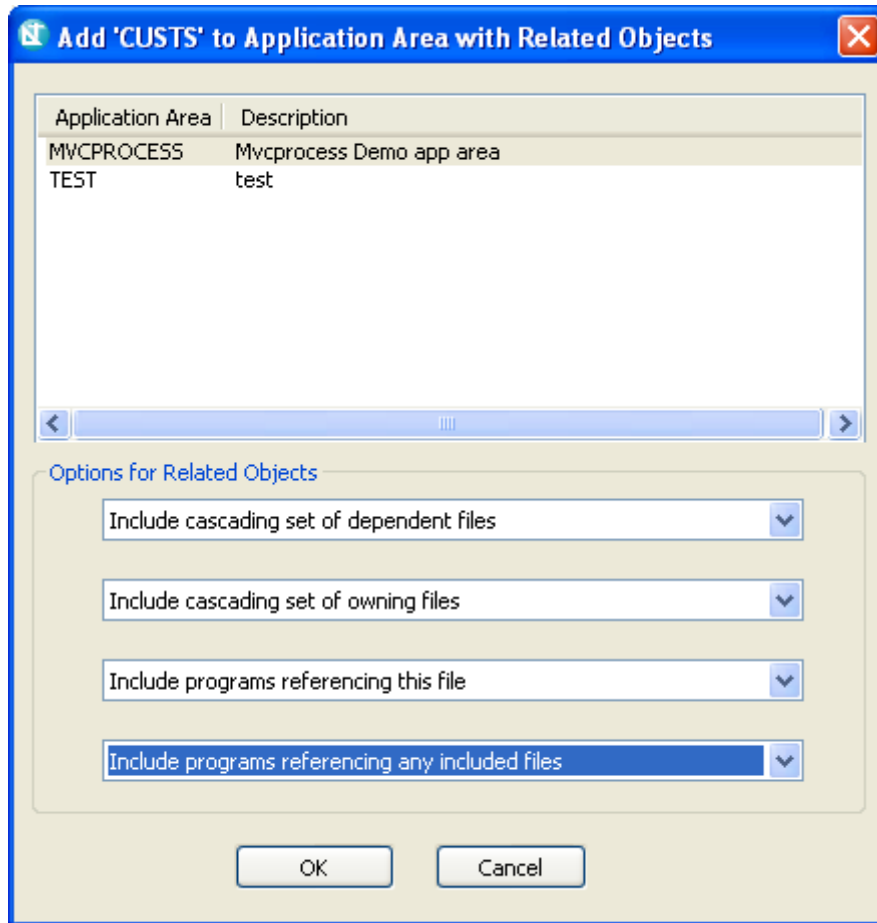 Add 'CUSTS' to Application Area with Related Objects
Application Area Description
MVCPROCESS Mvcprocess Demo app area
TEST test
Options for Related Objects
Include cascading set of dependent files
Include cascading set of owning files
Include programs referencing this file
Include programs referencing any included files
OK Cancel